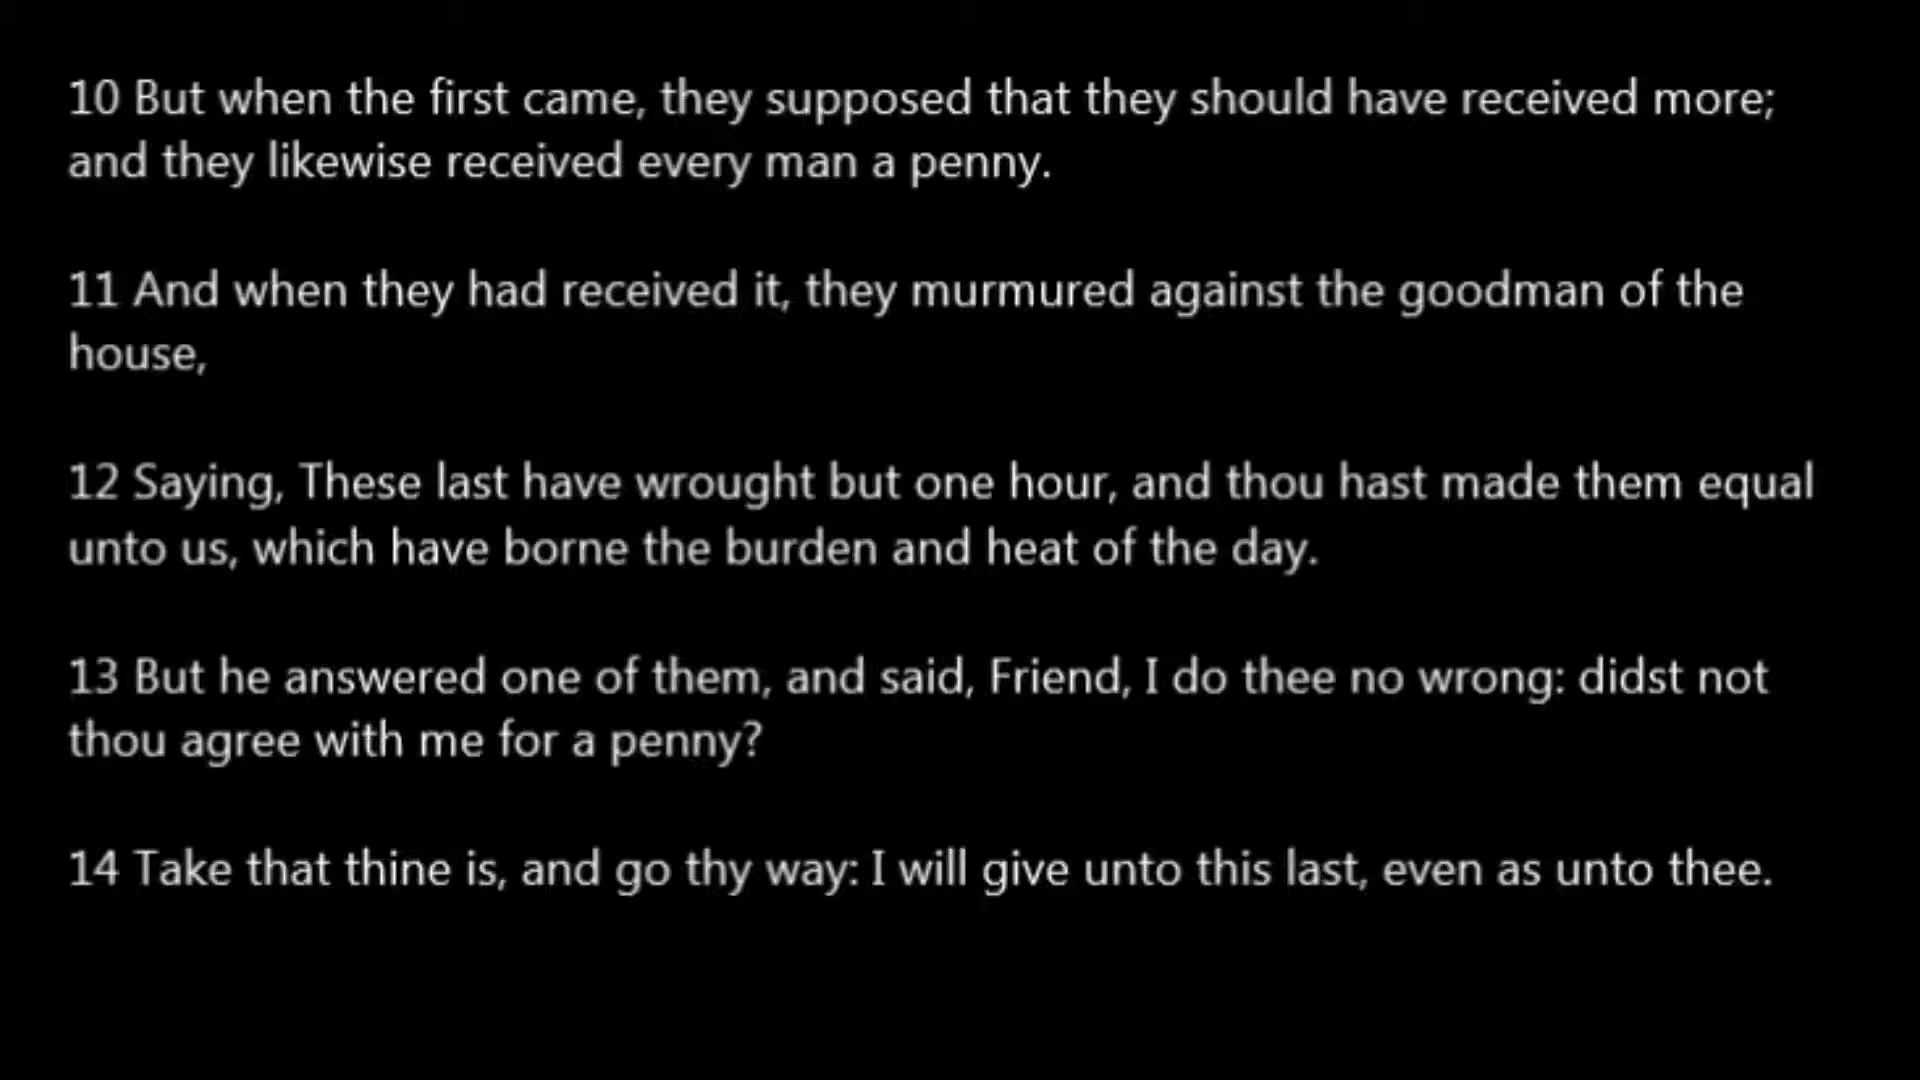 10 But when the first came, they supposed that they should have received more;
and they likewise received every man a penny.
11 And when they had received it, they murmured against the goodman of the
house,
12 Saying, These last have wrought but one hour, and thou hast made them equal
unto us, which have borne the burden and heat of the day.
13 But he answered one of them, and said, Friend, I do thee no wrong: didst not
thou agree with me for a penny?
14 Take that thine is, and go thy way: I will give unto this last, even as unto thee.